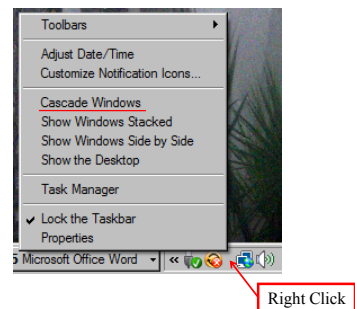 Toolbars
Adjust Date/Time
Customize Notification Icons...
Cascade Windows
Show Windows Stacked
Show Windows Side by Side
Show the Desktop
Task Manager
Lock the Taskbar
Properties
5 Microsoft Office Word
Right Click